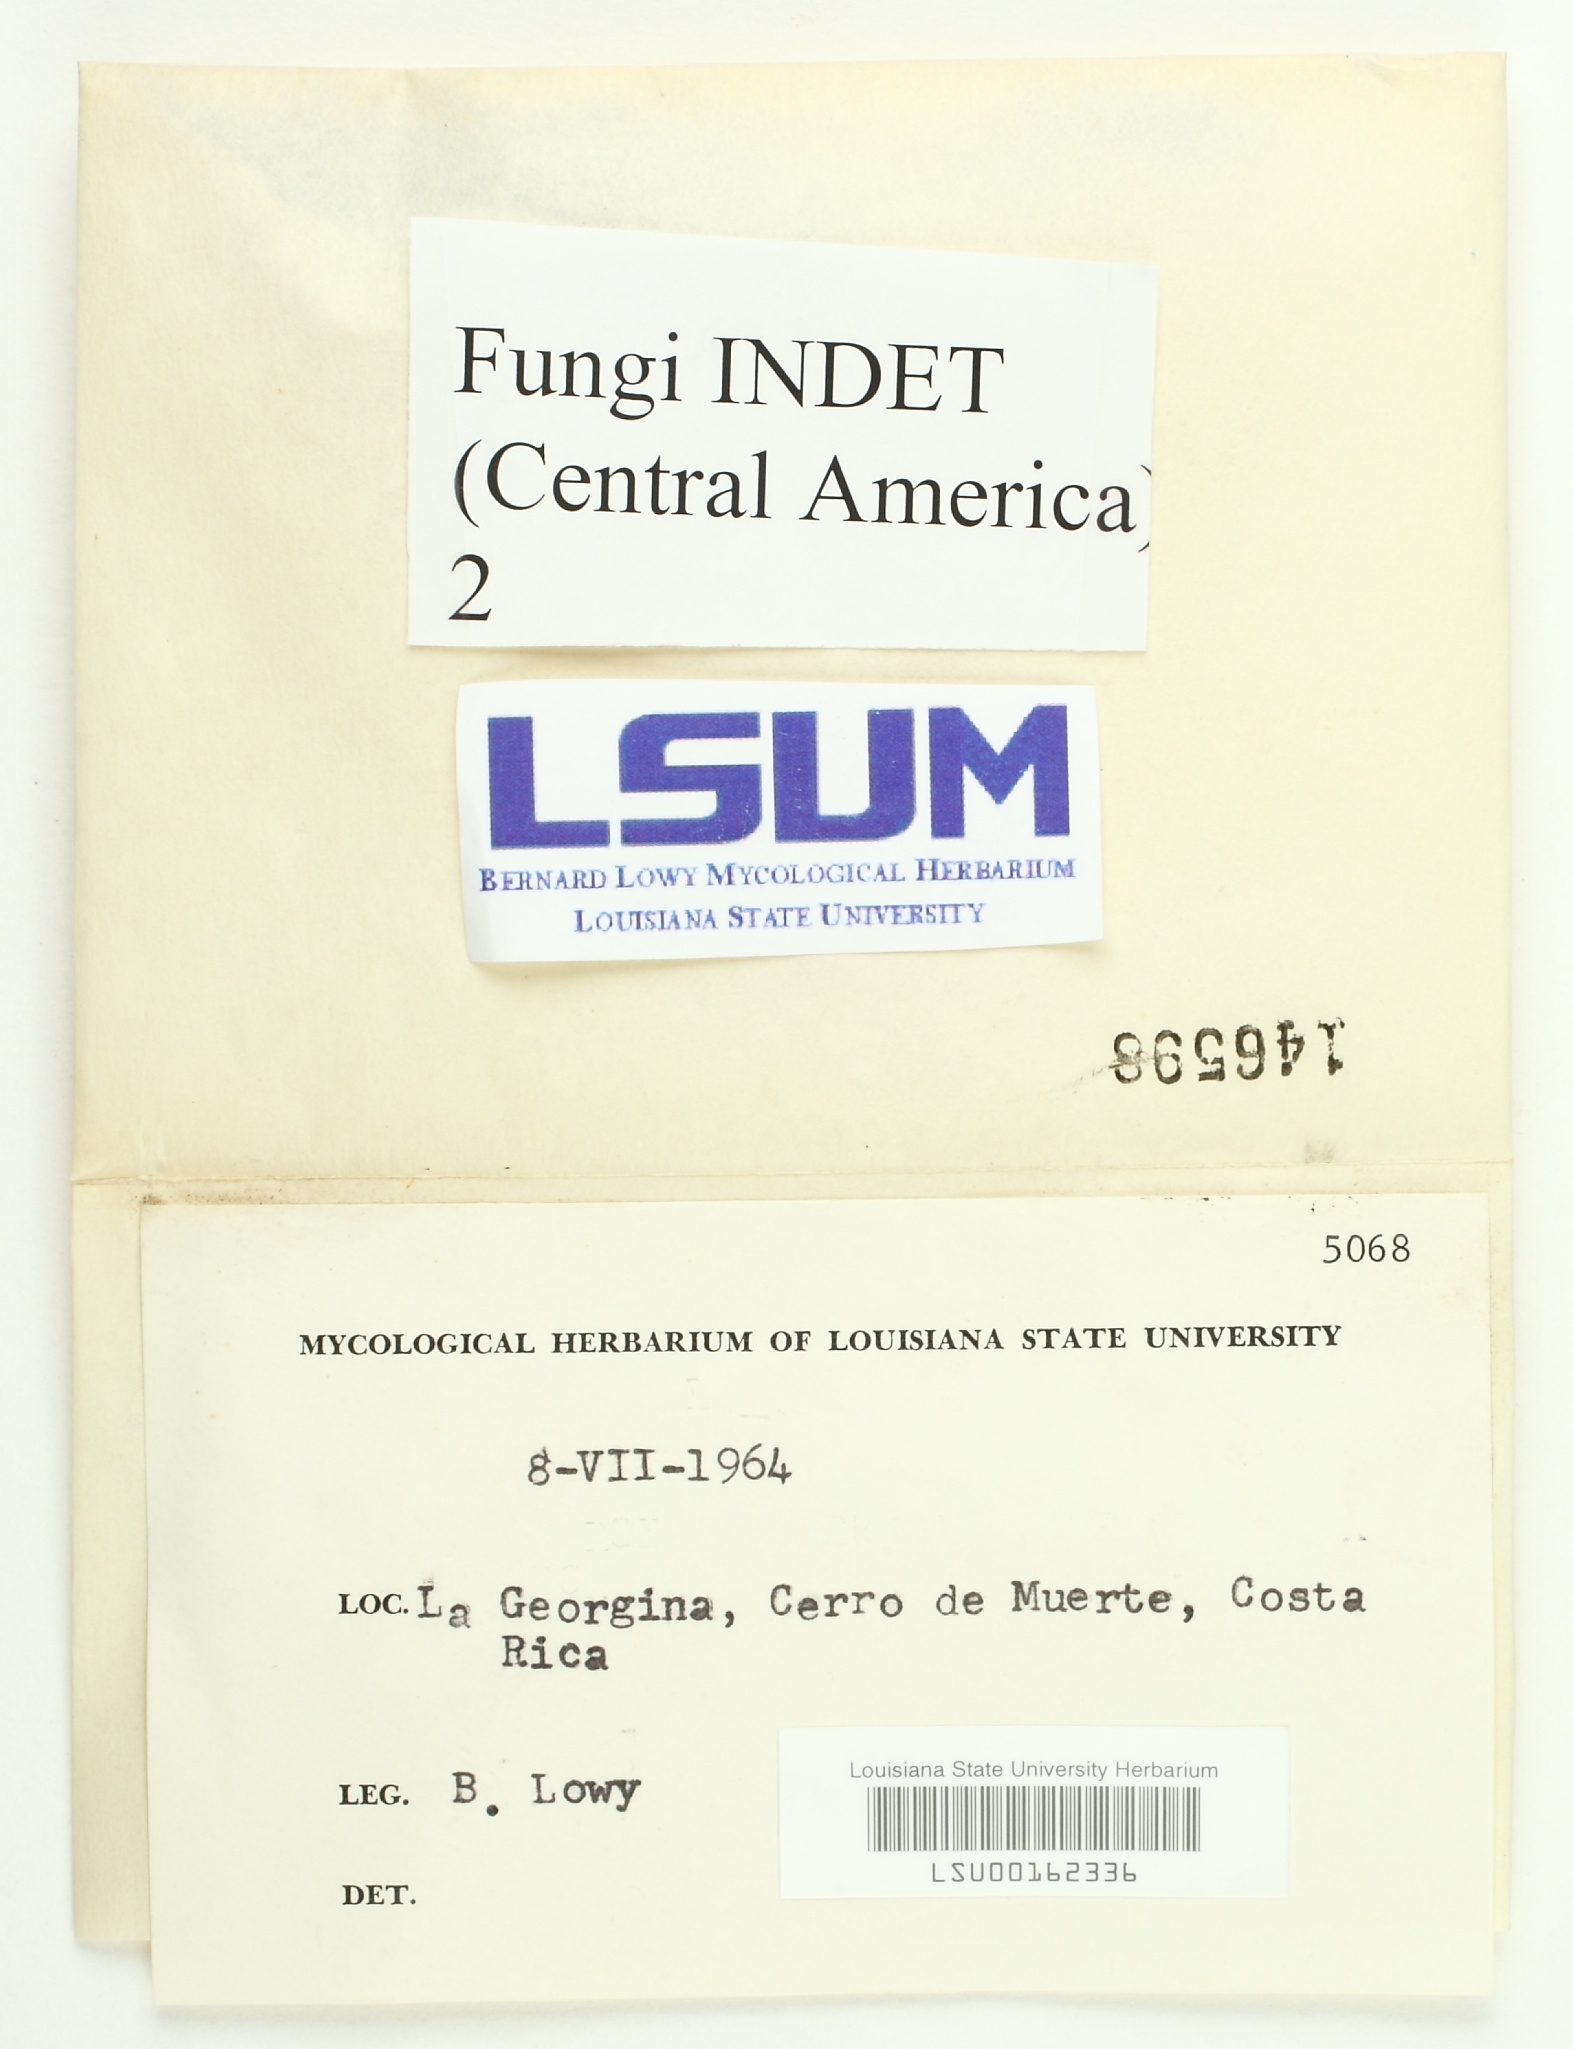 Fungi INDET
(Central America)
2
LSUM
BERNARD LOWY MYCOLOGICAL HERBARIUM
LOUISIANA STATE UNIVERSITY
146598
5068
MYCOLOGICAL HERBARIUM OF LOUISIANA STATE UNIVERSITY
8-VII-1964
LOC. La Georgina, Cerro de Muerte, Costa
Rica
LEG. B. Lowy
Louisiana State University Herbarium
LSU00162336
DET.